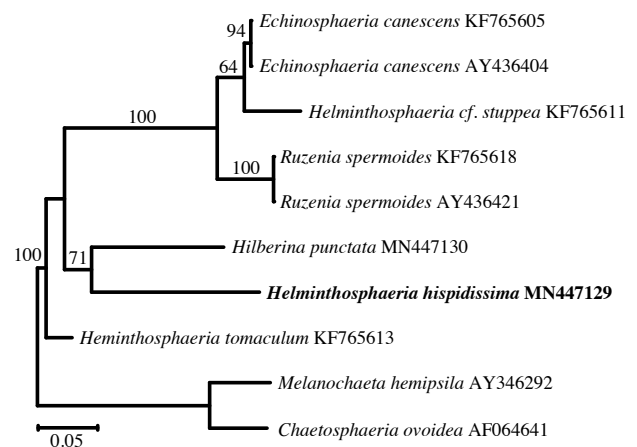 Echinosphaeria canescens KF765605
94
Echinosphaeria canescens AY436404
64
Helminthosphaeria cf. stuppea KF765611
100
Ruzenia spermoides KF765618
100
Ruzenia spermoides AY436421
Hilberina punctata MN447130
100
71
Helminthosphaeria hispidissima MN447129
Heminthosphaeria tomaculum KF765613
Melanochaeta hemipsila AY346292
Chaetosphaeria ovoidea AF064641
0.05